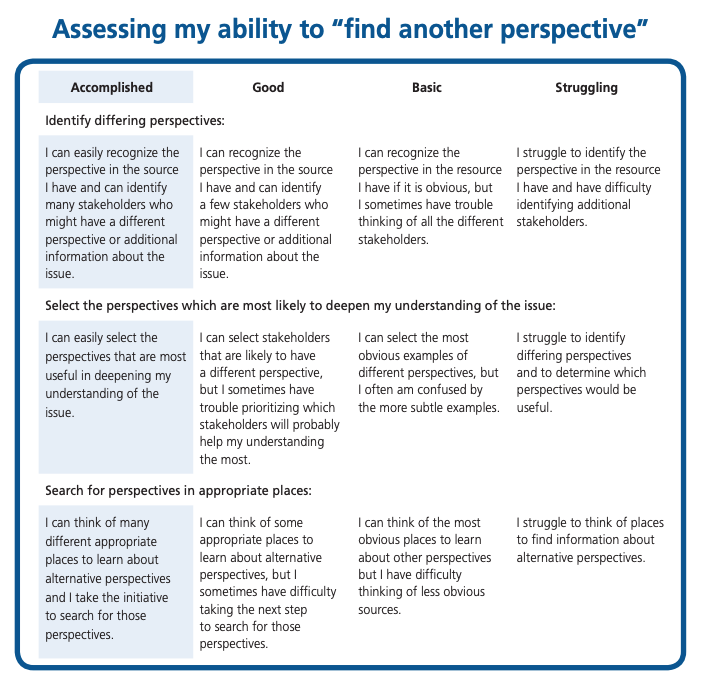 Assessing my ability to “find another perspective”
Accomplished
Good
Basic
Struggling
Identify differing perspectives:
I can easily recognize the
perspective in the source
I have and can identify
many stakeholders who
might have a different
perspective or additional
information about the
issue.
I can recognize the
perspective in the source
I have and can identify
a few stakeholders who
might have a different
perspective or additional
information about the
issue.
I can recognize the
perspective in the resource
I have if it is obvious, but
I sometimes have trouble
thinking of all the different
stakeholders.
I struggle to identify the
perspective in the resource
I have and have difficulty
identifying additional
stakeholders.
Select the perspectives which are most likely to deepen my understanding of the issue:
I can easily select the
perspectives that are most
useful in deepening my
understanding of the
issue.
I can select stakeholders
that are likely to have
a different perspective,
but I sometimes have
trouble prioritizing which
stakeholders will probably
help my understanding
the most.
I can select the most
obvious examples of
different perspectives, but
I often am confused by
the more subtle examples.
I struggle to identify
differing perspectives
and to determine which
perspectives would be
useful.
Search for perspectives in appropriate places:
I can think of many
different appropriate
places to learn about
alternative perspectives
and I take the initiative
to search for those
perspectives.
I can think of some
appropriate places to
learn about alternative
perspectives, but I
sometimes have difficulty
taking the next step
to search for those
perspectives.
I can think of the most
obvious places to learn
about other perspectives
but I have difficulty
thinking of less obvious
sources.
I struggle to think of places
to find information about
alternative perspectives.